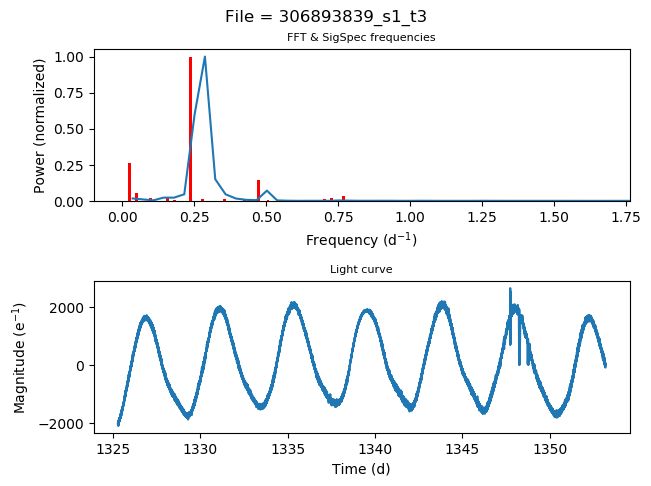 File = 306893839_s1_t3
FFT & SigSpec frequencies
Power (normalized)
1.00
0.75
0.50
0.25
0.00
0.00 0.25 0.50 0.75 1.00 1.25 1.50 1.75
Frequency (d⁻¹)
Light curve
Magnitude (e⁻¹)
2000
0
−2000
1325 1330 1335 1340 1345 1350
Time (d)